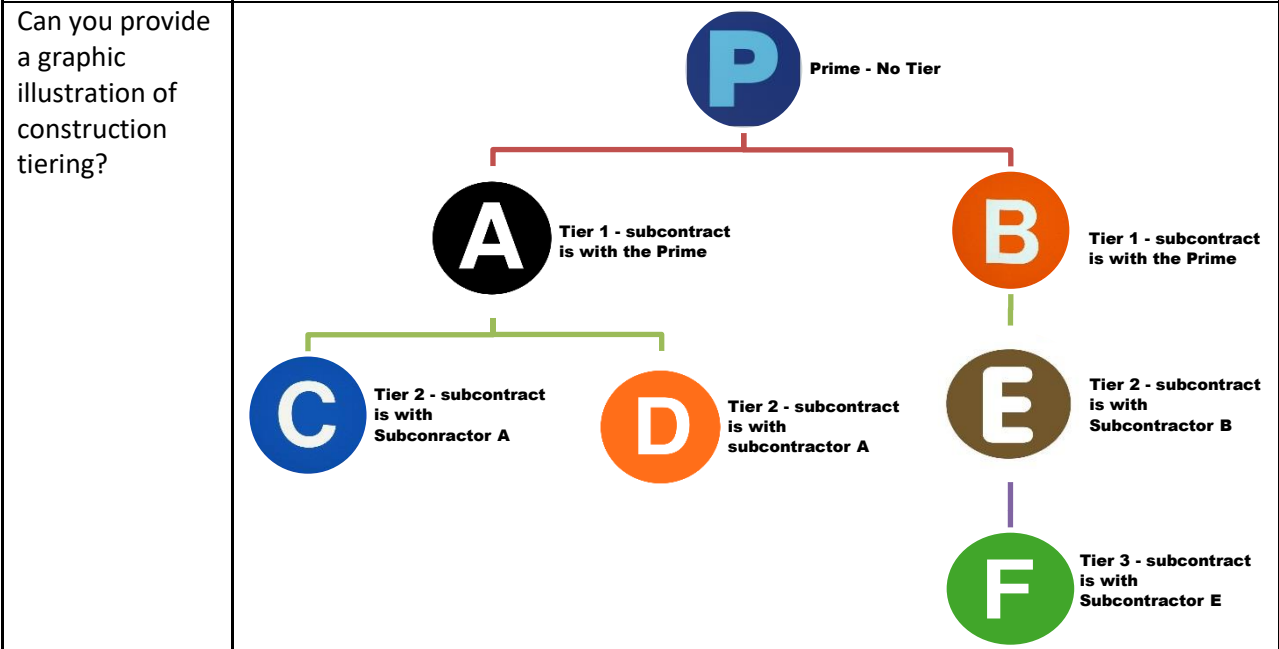 Can you provide
a graphic
illustration of
construction
tiering?
P
Prime - No Tier
A
Tier 1 - subcontract
is with the Prime
B
Tier 1 - subcontract
is with the Prime
C
Tier 2 - subcontract
is with
Subconractor A
D
Tier 2 - subcontract
is with
subcontractor A
E
Tier 2 - subcontract
is with
Subcontractor B
F
Tier 3 - subcontract
is with
Subcontractor E